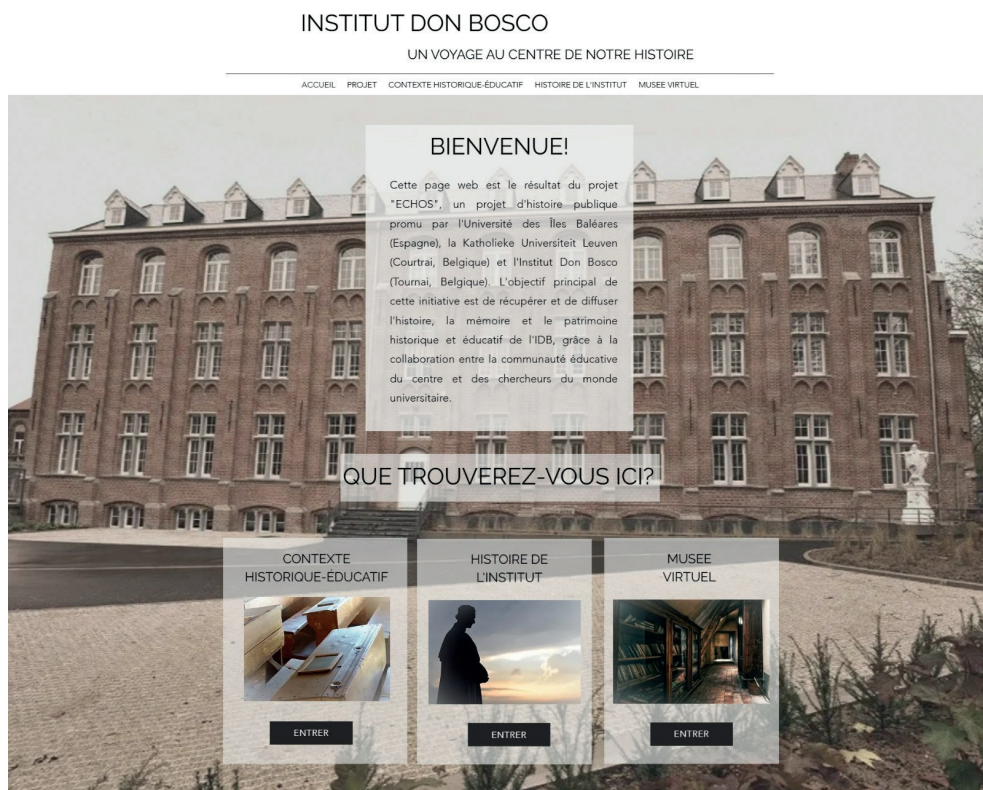 INSTITUT DON BOSCO
UN VOYAGE AU CENTRE DE NOTRE HISTOIRE
ACCUEIL PROJET CONTEXTE HISTORIQUE-ÉDUCATIF HISTOIRE DE L'INSTITUT MUSEE VIRTUEL
BIENVENUE!
Cette page web est le résultat du projet
"ECHOS", un projet d'histoire publique
promu par l'Université des Îles Baléares
(Espagne), la Katholieke Universiteit Leuven
(Courtrai, Belgique) et l'Institut Don Bosco
(Tournai, Belgique). L'objectif principal de
cette initiative est de récupérer et de diffuser
l'histoire, la mémoire et le patrimoine
historique et éducatif de l'IDB, grâce à la
collaboration entre la communauté éducative
du centre et des chercheurs du monde
universitaire.
QUE TROUVEREZ-VOUS ICI?
CONTEXTE
HISTORIQUE-ÉDUCATIF
ENTRER
HISTOIRE DE
L'INSTITUT
ENTRER
MUSEE
VIRTUEL
ENTRER